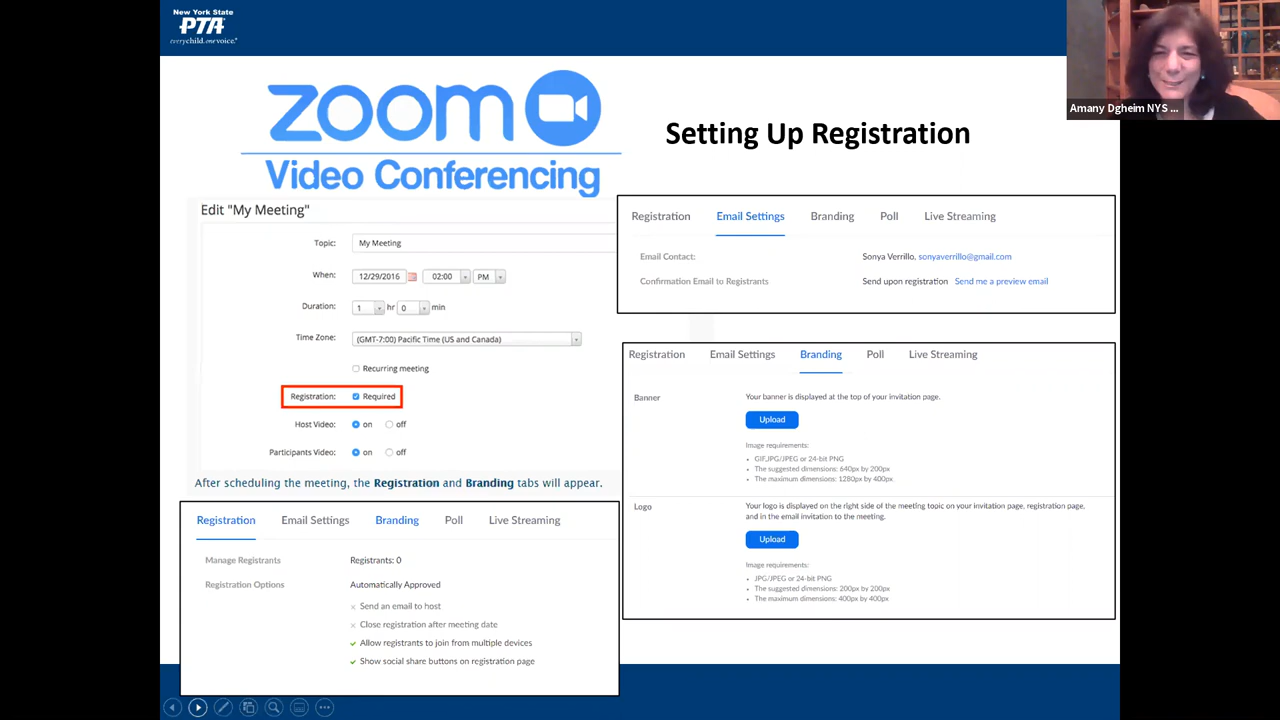 New York State
PTA
everychild.onevoice.®
Amany Dgheim NYS ...
zoom
Video Conferencing
Setting Up Registration
Edit "My Meeting"
Topic: My Meeting
When: 12/29/2016 02:00 PM
Duration: 1 hr 0 min
Time Zone: (GMT-7:00) Pacific Time (US and Canada)
Recurring meeting
Registration: Required
Host Video: on off
Participants Video: on off
After scheduling the meeting, the Registration and Branding tabs will appear.
Registration Email Settings Branding Poll Live Streaming
Manage Registrants Registrants: 0
Registration Options Automatically Approved
Send an email to host
Close registration after meeting date
Allow registrants to join from multiple devices
Show social share buttons on registration page
Registration Email Settings Branding Poll Live Streaming
Email Contact: Sonya Verrillo, sonyaverrillo@gmail.com
Confirmation Email to Registrants Send upon registration Send me a preview email
Registration Email Settings Branding Poll Live Streaming
Banner Your banner is displayed at the top of your invitation page.
Upload
Image requirements:
• GIF,JPG/JPEG or 24-bit PNG
• The suggested dimensions: 640px by 200px
• The maximum dimensions: 1280px by 400px
Logo Your logo is displayed on the right side of the meeting topic on your invitation page, registration page,
and in the email invitation to the meeting.
Upload
Image requirements:
• JPG/JPEG or 24-bit PNG
• The suggested dimensions: 200px by 200px
• The maximum dimensions: 400px by 400px